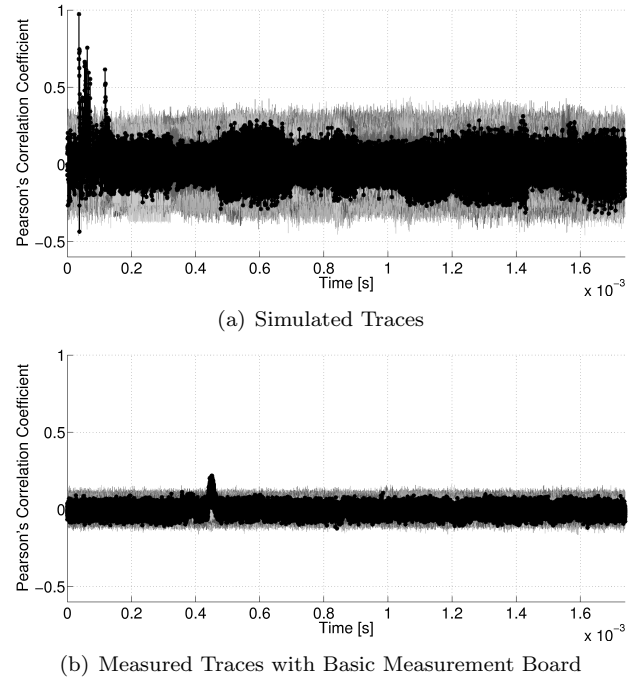 1
0.5
0
−0.5
Pearson's Correlation Coefficient
0 0.2 0.4 0.6 0.8 1 1.2 1.4 1.6
Time [s]
x 10⁻³
(a) Simulated Traces
1
0.5
0
−0.5
Pearson's Correlation Coefficient
0 0.2 0.4 0.6 0.8 1 1.2 1.4 1.6
Time [s]
x 10⁻³
(b) Measured Traces with Basic Measurement Board